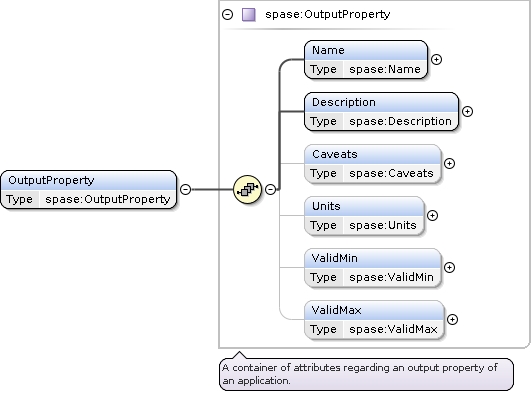 spase:OutputProperty
Name
Type spase:Name
Description
Type spase:Description
OutputProperty
Type spase:OutputProperty
Caveats
Type spase:Caveats
Units
Type spase:Units
ValidMin
Type spase:ValidMin
ValidMax
Type spase:ValidMax
A container of attributes regarding an output property of
an application.